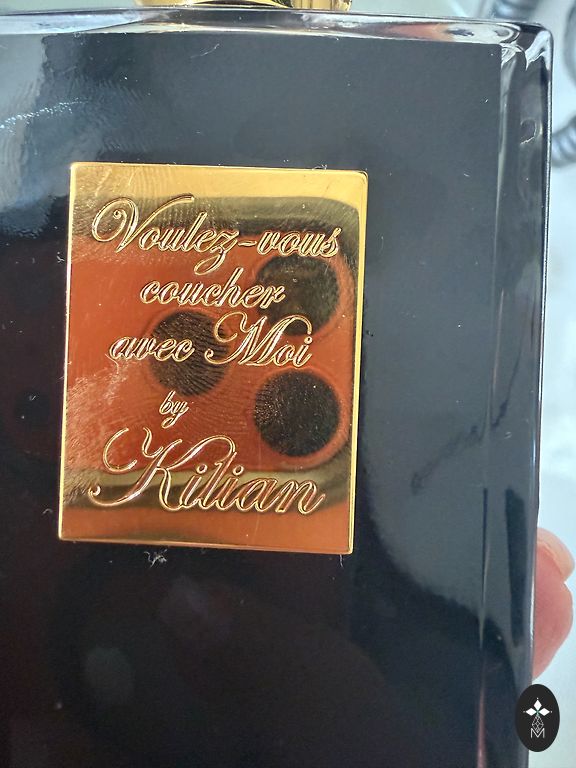 Voulez-vous
coucher
avec Moi
by
Kilian
M